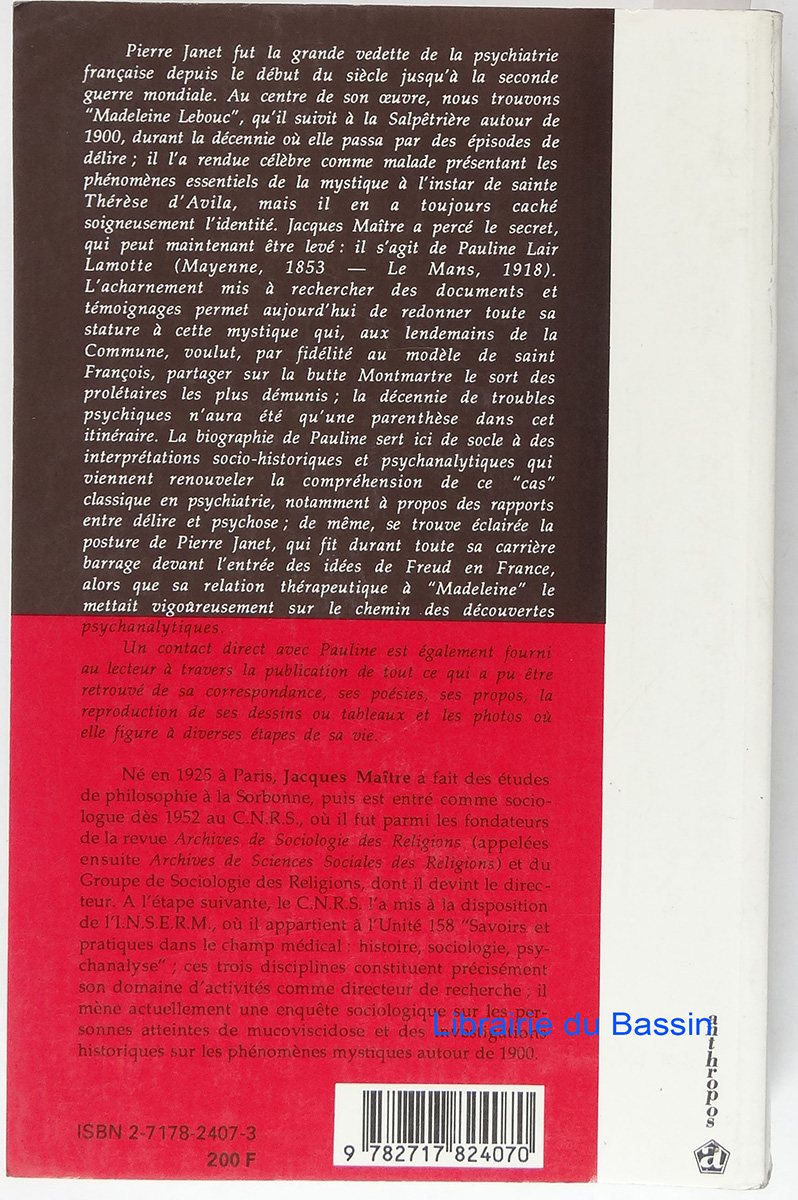 Pierre Janet fut la grande vedette de la psychiatrie
française depuis le début du siècle jusqu'à la seconde
guerre mondiale. Au centre de son œuvre, nous trouvons
"Madeleine Lebouc", qu'il suivit à la Salpêtrière autour de
1900, durant la décennie où elle passa par des épisodes de
délire ; il l'a rendue célèbre comme malade présentant les
phénomènes essentiels de la mystique à l'instar de sainte
Thérèse d'Avila, mais il en a toujours caché
soigneusement l'identité. Jacques Maître a percé le secret,
qui peut maintenant être levé : il s'agit de Pauline Lair
Lamotte (Mayenne, 1853 — Le Mans, 1918).
L'acharnement mis à rechercher des documents et
témoignages permet aujourd'hui de redonner toute sa
stature à cette mystique qui, aux lendemains de la
Commune, voulut, par fidélité au modèle de saint
François, partager sur la butte Montmartre le sort des
prolétaires les plus démunis ; la décennie de troubles
psychiques n'aura été qu'une parenthèse dans cet
itinéraire. La biographie de Pauline sert ici de socle à des
interprétations socio-historiques et psychanalytiques qui
viennent renouveler la compréhension de ce "cas"
classique en psychiatrie, notamment à propos des rapports
entre délire et psychose ; de même, se trouve éclairée la
posture de Pierre Janet, qui fit durant toute sa carrière
barrage devant l'entrée des idées de Freud en France,
alors que sa relation thérapeutique à "Madeleine" le
mettait vigoureusement sur le chemin des découvertes
psychanalytiques.
Un contact direct avec Pauline est également fourni
au lecteur à travers la publication de tout ce qui a pu être
retrouvé de sa correspondance, ses poésies, ses propos, la
reproduction de ses dessins ou tableaux et les photos où
elle figure à diverses étapes de sa vie.
Né en 1925 à Paris, Jacques Maître a fait des études
de philosophie à la Sorbonne, puis est entré comme socio-
logue dès 1952 au C.N.R.S., où il fut parmi les fondateurs
de la revue Archives de Sociologie des Religions (appelées
ensuite Archives de Sciences Sociales des Religions) et du
Groupe de Sociologie des Religions, dont il devint le direc-
teur. A l'étape suivante, le C.N.R.S. l'a mis à la disposition
de l'I.N.S.E.R.M., où il appartient à l'Unité 158 "Savoirs et
pratiques dans le champ médical : histoire, sociologie, psy-
chanalyse" ; ces trois disciplines constituent précisément
son domaine d'activités comme directeur de recherche ; il
mène actuellement une enquête sociologique sur les per-
sonnes atteintes de mucoviscidose et des investigations
historiques sur les phénomènes mystiques autour de 1900.
Librairie du Bassin
anthropos
ISBN 2-7178-2407-3
200 F
9 782717 824070